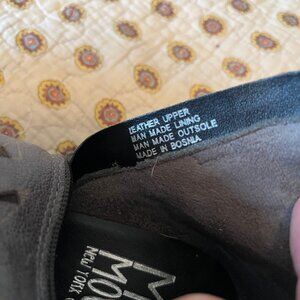 LEATHER UPPER
MAN MADE LINING
MAN MADE OUTSOLE
MADE IN BOSNIA
NEW YORK